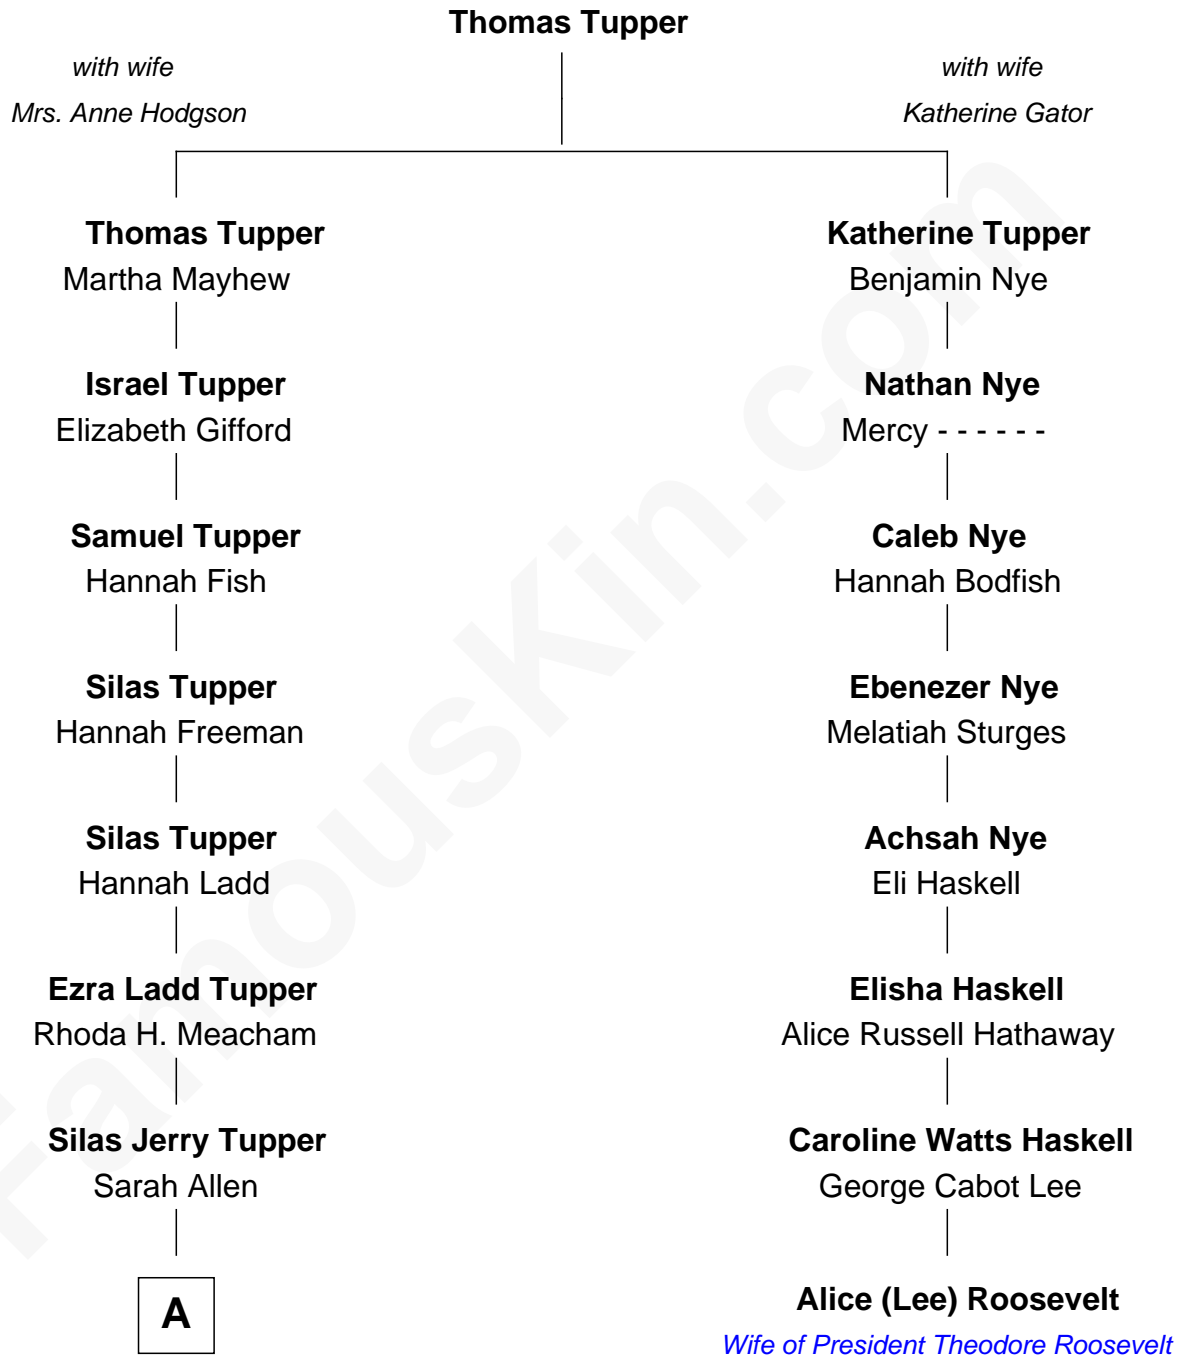 Thomas Tupper
with wife
Mrs. Anne Hodgson
with wife
Katherine Gator
Thomas Tupper
Martha Mayhew
Katherine Tupper
Benjamin Nye
Israel Tupper
Elizabeth Gifford
Nathan Nye
Mercy - - - - - -
Samuel Tupper
Hannah Fish
Caleb Nye
Hannah Bodfish
Silas Tupper
Hannah Freeman
Ebenezer Nye
Melatiah Sturges
Silas Tupper
Hannah Ladd
Achsah Nye
Eli Haskell
Ezra Ladd Tupper
Rhoda H. Meacham
Elisha Haskell
Alice Russell Hathaway
Silas Jerry Tupper
Sarah Allen
Caroline Watts Haskell
George Cabot Lee
A
Alice (Lee) Roosevelt
Wife of President Theodore Roosevelt
FamousKin.com